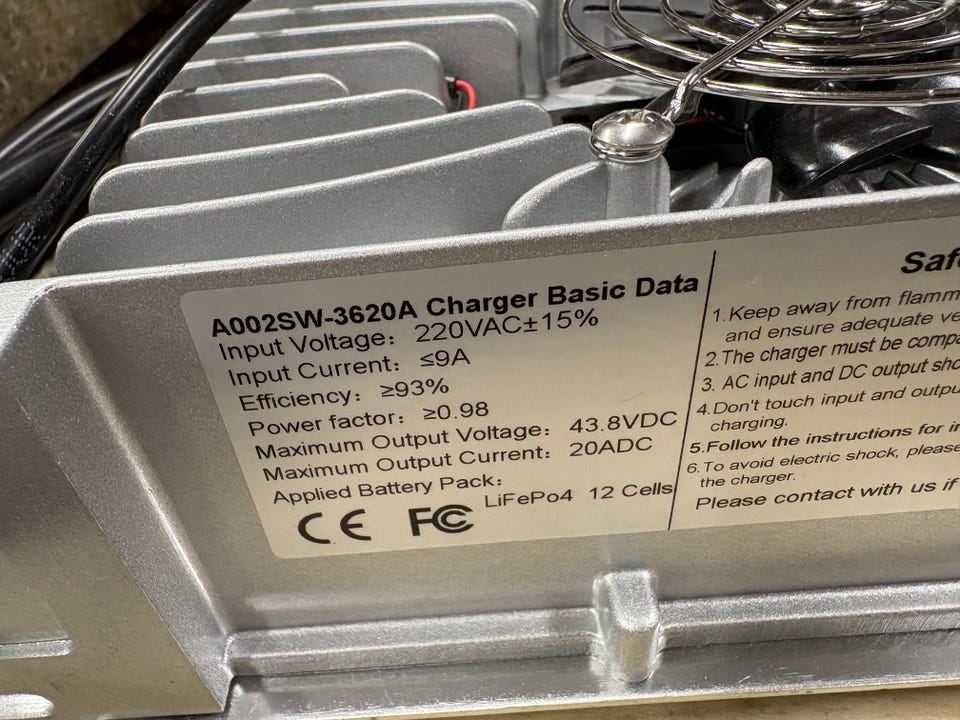 A002SW-3620A Charger Basic Data
Input Voltage: 220VAC±15%
Input Current: ≤9A
Efficiency: ≥93%
Power factor: ≥0.98
Maximum Output Voltage: 43.8VDC
Maximum Output Current: 20ADC
Applied Battery Pack:
LiFePo4 12 Cells
CE FC
1.Keep away from flamm
and ensure adequate ve
2.The charger must be compa
3. AC input and DC output sho
4.Don't touch input and outpu
charging.
5.Follow the instructions for in
6.To avoid electric shock, please
the charger.
Please contact with us if